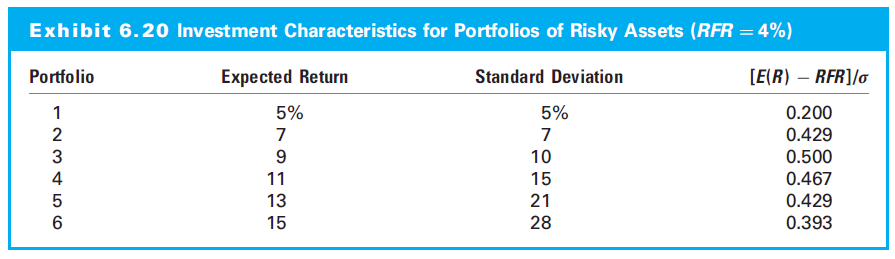 Exhibit 6.20 Investment Characteristics for Portfolios of Risky Assets (RFR = 4%)
Portfolio Expected Return Standard Deviation [E(R) − RFR]/σ
1 5% 5% 0.200
2 7 7 0.429
3 9 10 0.500
4 11 15 0.467
5 13 21 0.429
6 15 28 0.393